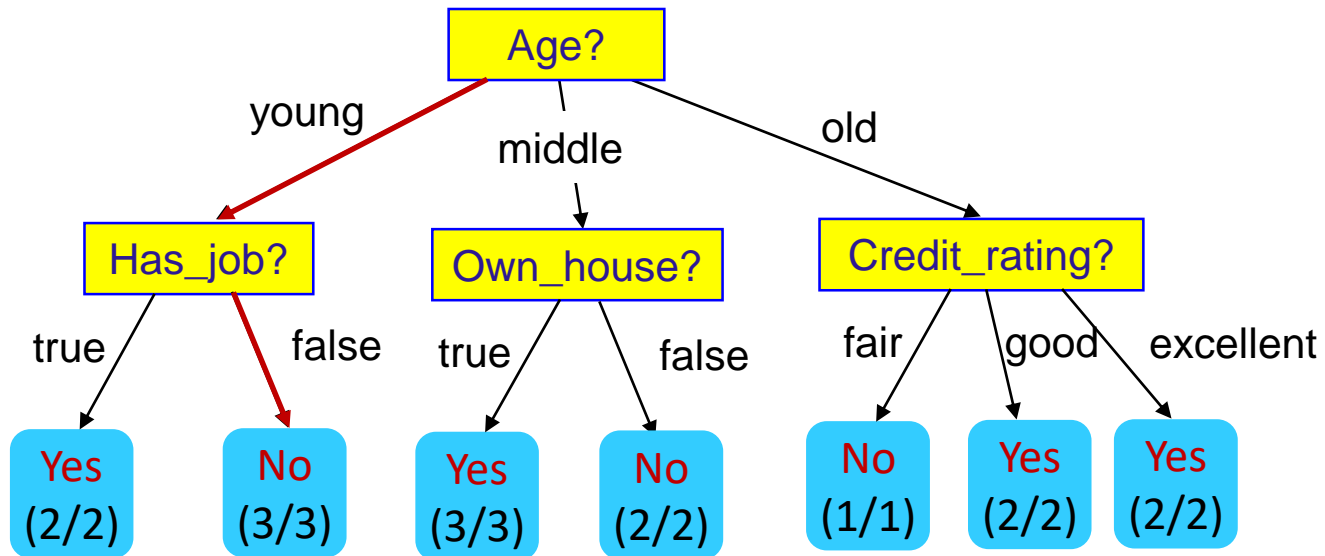 Age?
young
middle
old
Has_job?
Own_house?
Credit_rating?
true
false
true
false
fair
good
excellent
Yes
(2/2)
No
(3/3)
Yes
(3/3)
No
(2/2)
No
(1/1)
Yes
(2/2)
Yes
(2/2)